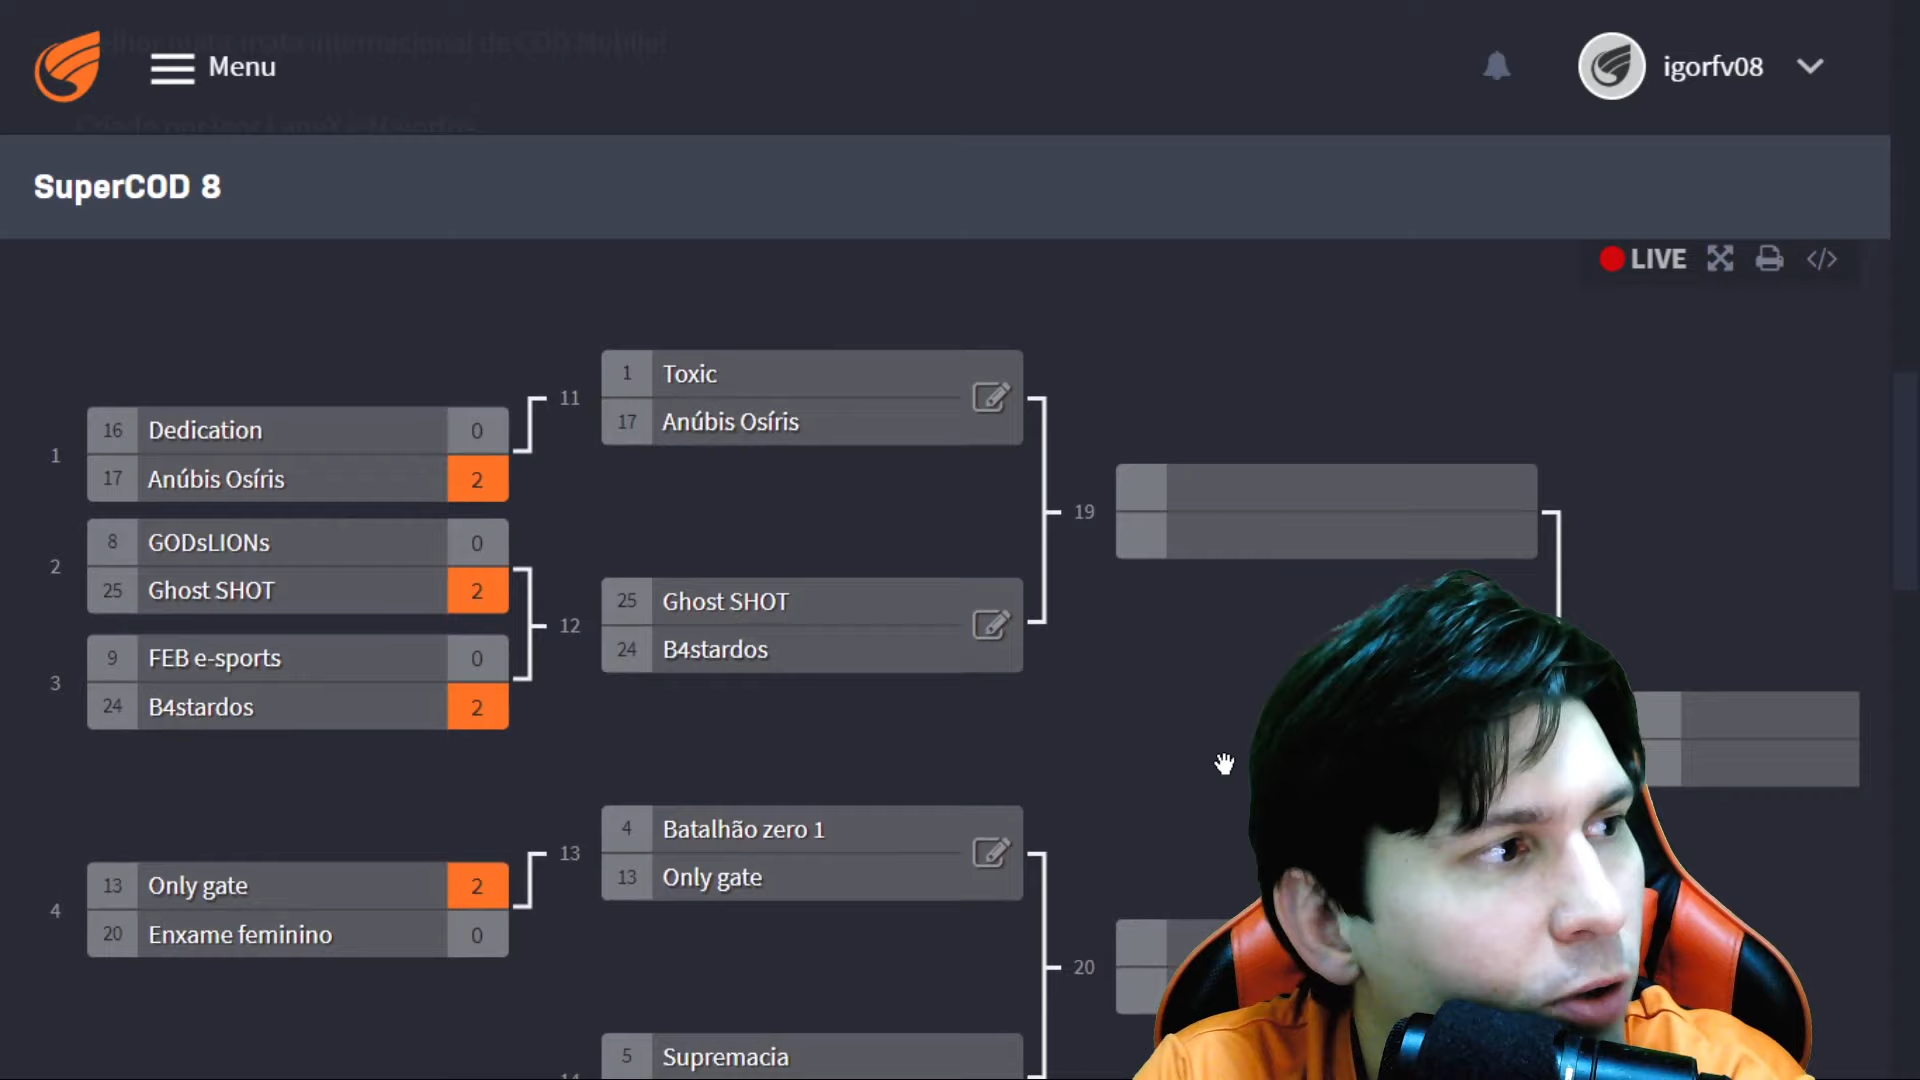 Menu
igorfv08
SuperCOD 8
LIVE
1
16 Dedication 0
17 Anúbis Osíris 2
2
8 GODsLIONs 0
25 Ghost SHOT 2
3
9 FEB e-sports 0
24 B4stardos 2
4
13 Only gate 2
20 Enxame feminino 0
11
1 Toxic
17 Anúbis Osíris
12
25 Ghost SHOT
24 B4stardos
13
4 Batalhão zero 1
13 Only gate
5 Supremacia
19
20